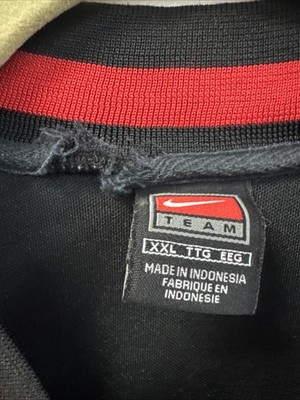 TEAM
XXL TTG EEG
MADE IN INDONESIA
FABRIQUE EN
INDONESIE